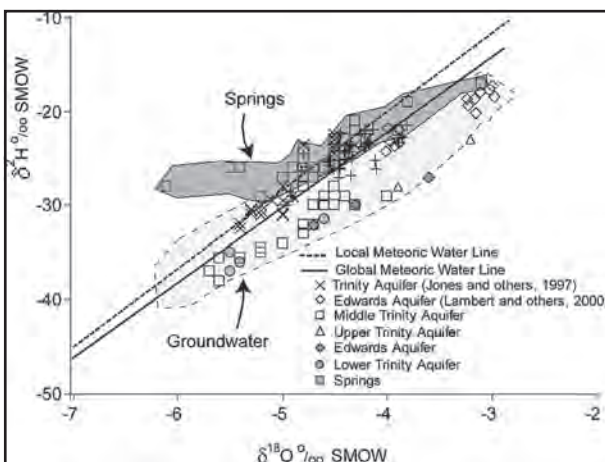 -10
-20
-30
-40
-50
δ²H º/oo SMOW
Springs
Groundwater
Local Meteoric Water Line
Global Meteoric Water Line
Trinity Aquifer (Jones and others, 1997)
Edwards Aquifer (Lambert and others, 2000)
Middle Trinity Aquifer
Upper Trinity Aquifer
Edwards Aquifer
Lower Trinity Aquifer
Springs
-7 -6 -5 -4 -3 -2
δ¹⁸O º/oo SMOW